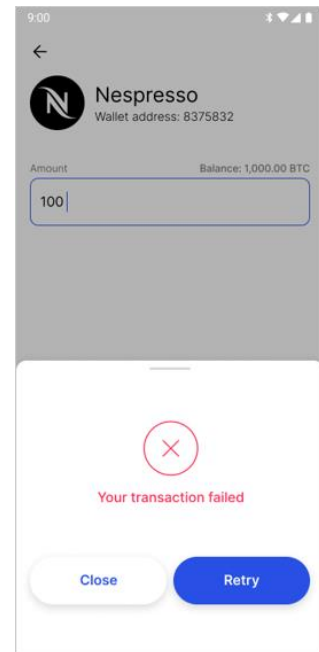 9:00
N
Nespresso
Wallet address: 8375832
Amount
Balance: 1,000.00 BTC
100
Your transaction failed
Close
Retry